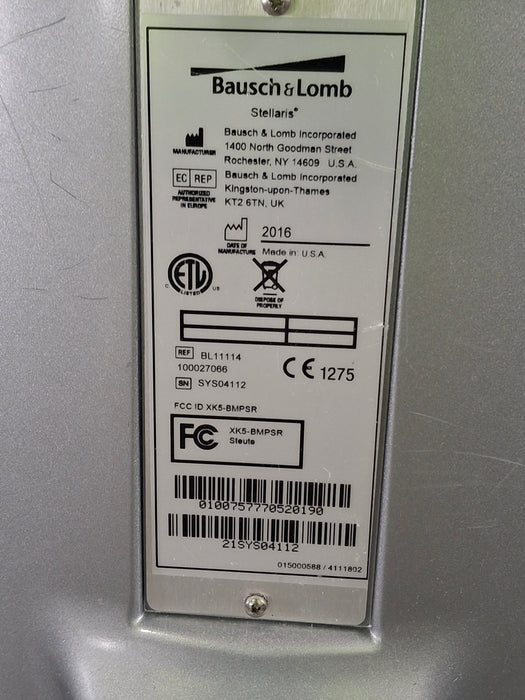 Bausch & Lomb
Stellaris®
MANUFACTURER
Bausch & Lomb Incorporated
1400 North Goodman Street
Rochester, NY 14609 U.S.A.
EC REP
AUTHORIZED
REPRESENTATIVE
IN EUROPE
Bausch & Lomb Incorporated
Kingston-upon-Thames
KT2 6TN, UK
DATE OF
MANUFACTURE
2016
Made in: U.S.A.
C ETL US
LISTED
DISPOSE OF
PROPERLY
REF BL11114
100027066
SN SYS04112
CE 1275
FCC ID XK5-BMPSR
FC XK5-BMPSR
Steute
0100757770520190
21SYS04112
015000588 / 4111802